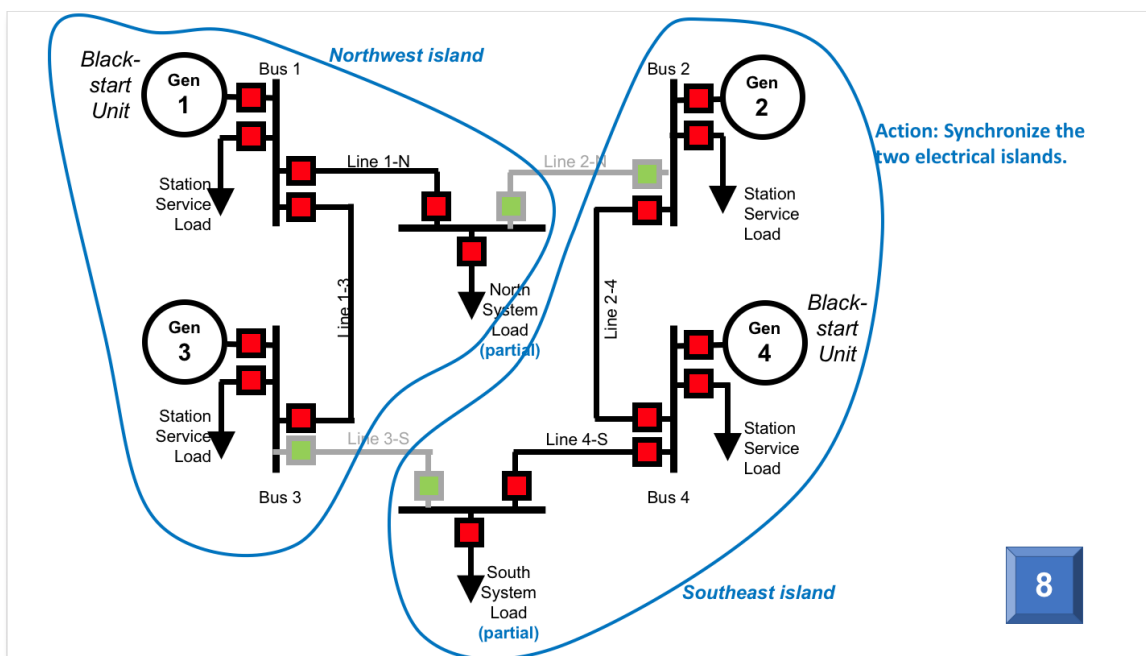 Northwest island
Black-
start
Unit
Gen
1
Bus 1
Station
Service
Load
Line 1-N
Line 2-N
Bus 2
Gen
2
Action: Synchronize the
two electrical islands.
Station
Service
Load
North
System
Load
(partial)
Line 1-3
Line 2-4
Gen
3
Station
Service
Load
Bus 3
Line 3-S
Line 4-S
Gen
4
Black-
start
Unit
Station
Service
Load
Bus 4
South
System
Load
(partial)
Southeast island
8